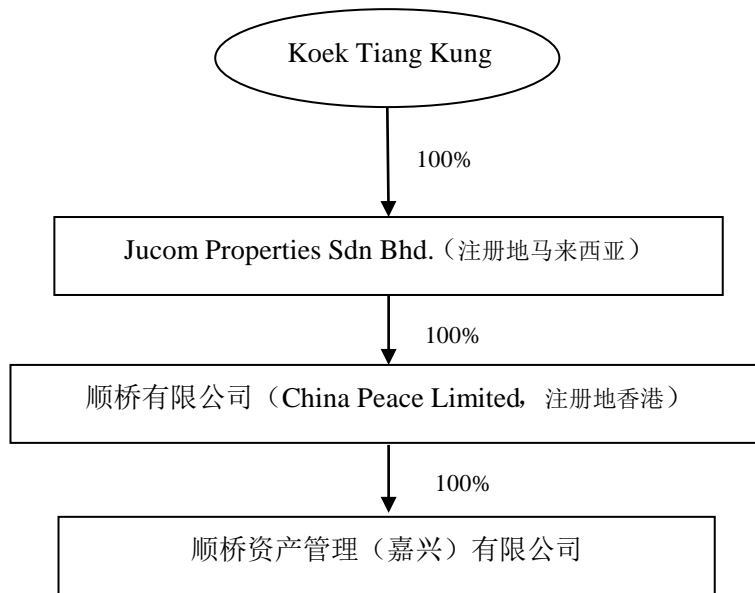 Koek Tiang Kung
100%
Jucom Properties Sdn Bhd.（注册地马来西亚）
100%
顺桥有限公司（China Peace Limited，注册地香港）
100%
顺桥资产管理（嘉兴）有限公司